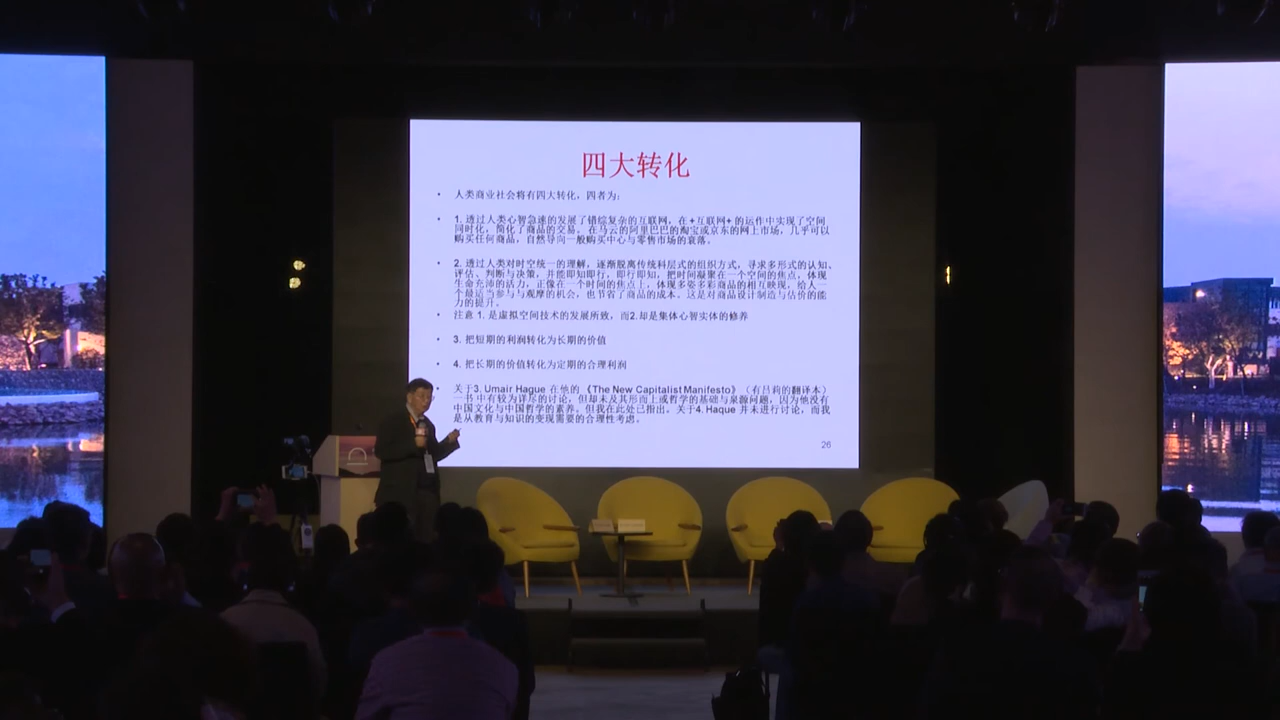 四大转化
• 人类商业社会将有四大转化，四者为：
• 1. 透过人类心智急速的发展了错综复杂的互联网，在 +互联网+ 的运作中实现了空间
同时化，简化了商品的交易。 在马云的阿里巴巴的淘宝或京东的网上市场，几乎可以
购买任何商品，自然导向一般购买中心与零售市场的衰落。
• 2. 透过人类对时空统一的理解，逐渐脱离传统科层式的组织方式，寻求多形式的认知、
评估、判断与决策，并能即知即行，即行即知，把时间凝聚在一个空间的焦点，体现
生命充沛的活力，正像在一个时间的焦点上，体现多姿多彩商品的相互映现，给人一
个最适当参与与观摩的机会，也节省了商品的成本。这是对商品设计制造与估价的能
力的提升。
• 注意 1. 是虚拟空间技术的发展所致，而2.却是集体心智实体的修养
• 3. 把短期的利润转化为长期的价值
• 4. 把长期的价值转化为定期的合理利润
• 关于3. Umair Hague 在他的 《The New Capitalist Manifesto》（有吕莉的翻译本）
一书中有较为详尽的讨论，但却未及其形而上或哲学的基础与泉源问题，因为他没有
中国文化与中国哲学的素养。但我在此处已指出，关于4. Haque 并未进行讨论，而我
是从教育与知识的变现需要的合理性考虑。
26